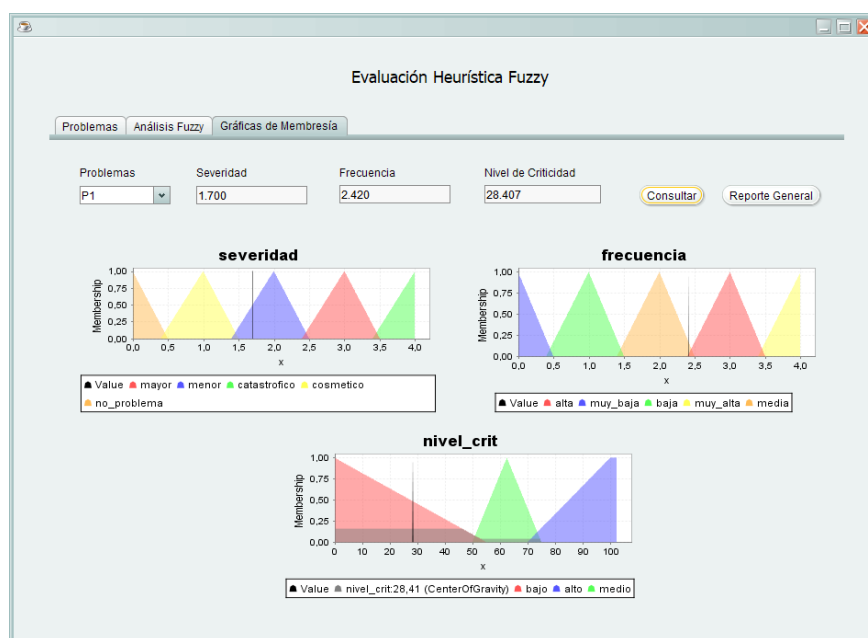 Evaluación Heurística Fuzzy
Problemas Análisis Fuzzy Gráficas de Membresía
Problemas Severidad Frecuencia Nivel de Criticidad
P1 1.700 2.420 28.407 Consultar Reporte General
severidad
Membership
1,00
0,75
0,50
0,25
0,00
0,0 0,5 1,0 1,5 2,0 2,5 3,0 3,5 4,0
x
Value mayor menor catastrofico cosmetico
no_problema
frecuencia
Membership
1,00
0,75
0,50
0,25
0,00
0,0 0,5 1,0 1,5 2,0 2,5 3,0 3,5 4,0
x
Value alta muy_baja baja muy_alta media
nivel_crit
Membership
1,00
0,75
0,50
0,25
0,00
0 10 20 30 40 50 60 70 80 90 100
x
Value nivel_crit:28,41 (CenterOfGravity) bajo alto medio